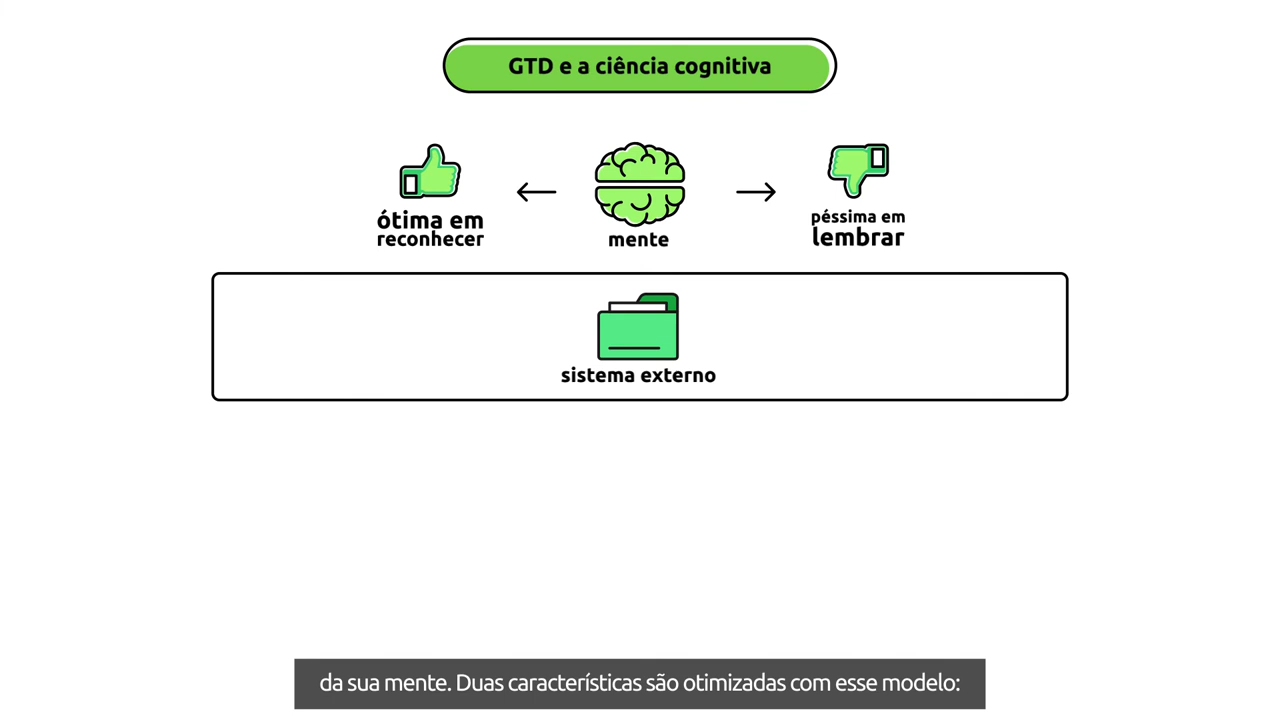 GTD e a ciência cognitiva
ótima em
reconhecer
mente
péssima em
lembrar
sistema externo
da sua mente. Duas características são otimizadas com esse modelo: